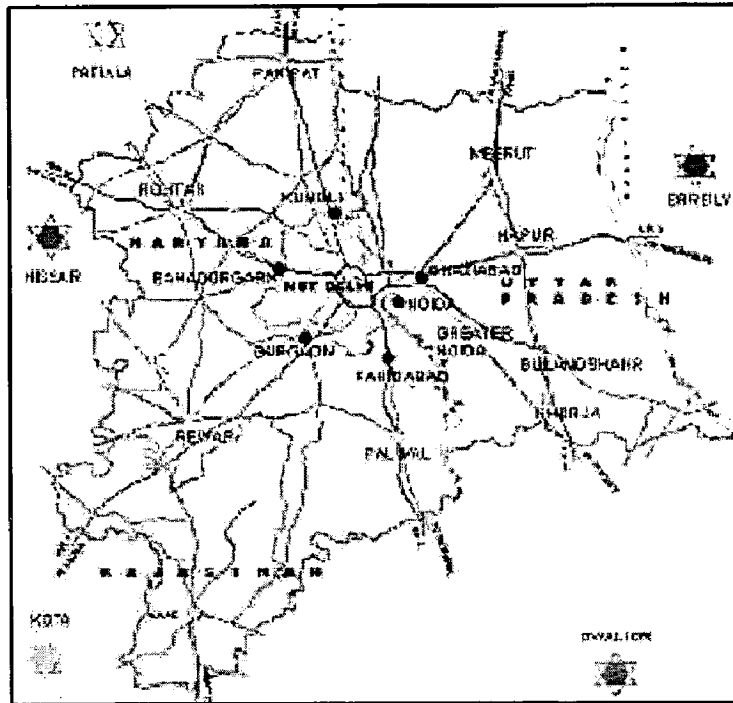 PATIALA
PANIPAT
MEERUT
ROHTAK
KUNDLI
BAREILY
HARYANA
HAPUR
HISSAR
BAHADURGARH
NEW DELHI
GHAZIABAD
UTTAR
PRADESH
NOIDA
GREATER
NOIDA
GURGAON
FARIDABAD
BULANDSHAHR
KHURJA
REWARI
PALWAL
RAJASTHAN
KOTA
GWALIOR